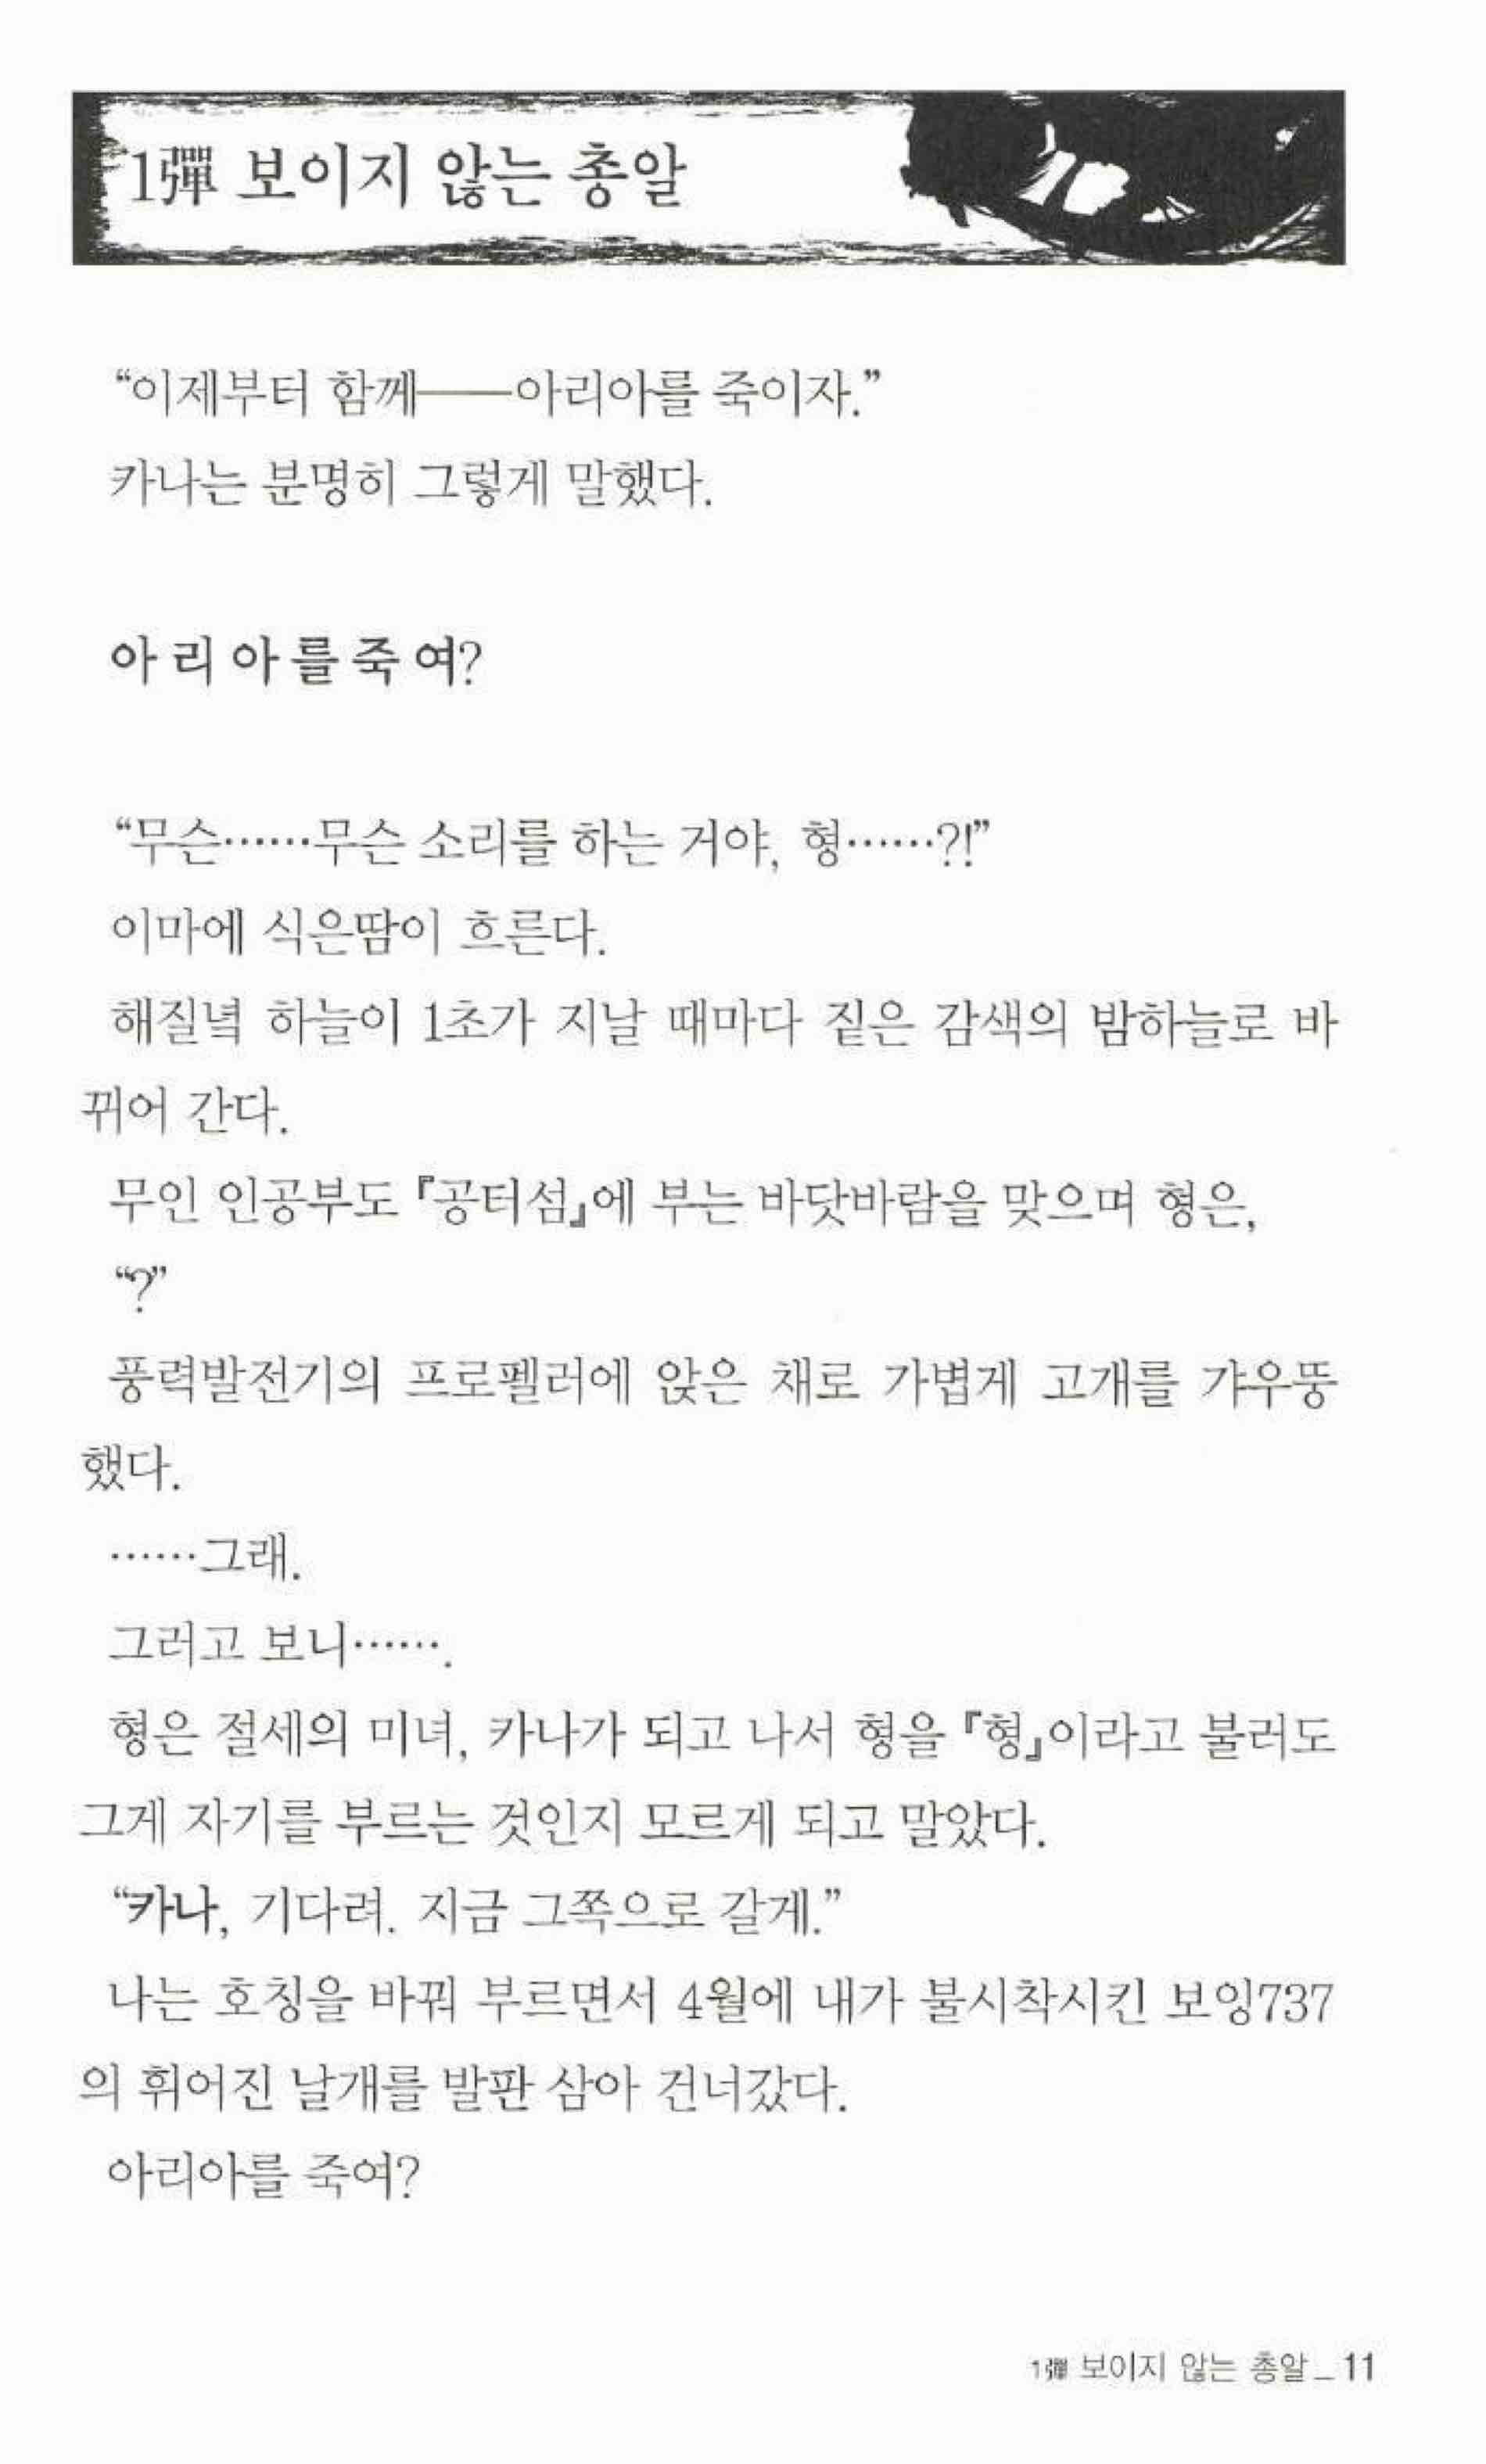 1彈 보이지 않는 총알
“이제부터 함께──아리아를 죽이자.”
카나는 분명히 그렇게 말했다.
아 리 아 를 죽 여?
“무슨……무슨 소리를 하는 거야, 형……?!”
이마에 식은땀이 흐른다.
해질녘 하늘이 1초가 지날 때마다 짙은 감색의 밤하늘로 바
뀌어 간다.
무인 인공부도 『공터섬』에 부는 바닷바람을 맞으며 형은,
“?”
풍력발전기의 프로펠러에 앉은 채로 가볍게 고개를 갸우뚱
했다.
……그래.
그러고 보니…….
형은 절세의 미녀, 카나가 되고 나서 형을 『형』이라고 불러도
그게 자기를 부르는 것인지 모르게 되고 말았다.
“카나, 기다려. 지금 그쪽으로 갈게.”
나는 호칭을 바꿔 부르면서 4월에 내가 불시착시킨 보잉737
의 휘어진 날개를 발판 삼아 건너갔다.
아리아를 죽여?
1彈 보이지 않는 총알 _ 11